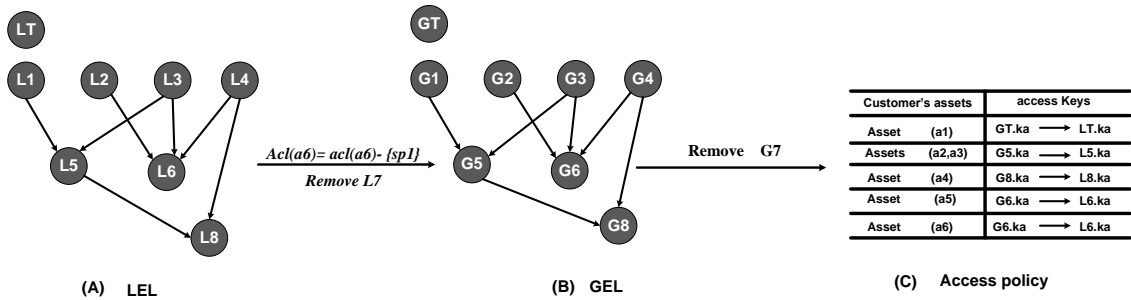 LT
L1 L2 L3 L4
L5 L6
L8
Acl(a6)= acl(a6)- {sp1}
Remove L7
GT
G1 G2 G3 G4
G5 G6
G8
Remove G7
Customer's assets access Keys
Asset (a1) GT.ka LT.ka
Assets (a2,a3) G5.ka L5.ka
Asset (a4) G8.ka L8.ka
Asset (a5) G6.ka L6.ka
Asset (a6) G6.ka L6.ka
(A) LEL
(B) GEL
(C) Access policy